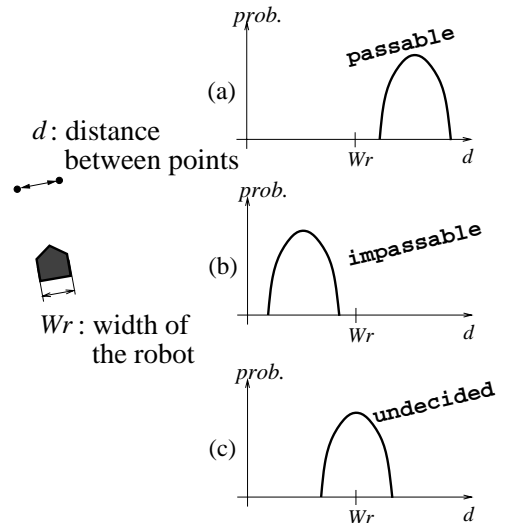 prob.
passable
(a)
Wr
d
d : distance
between points
prob.
impassable
(b)
Wr
d
Wr : width of
the robot
prob.
undecided
(c)
Wr
d